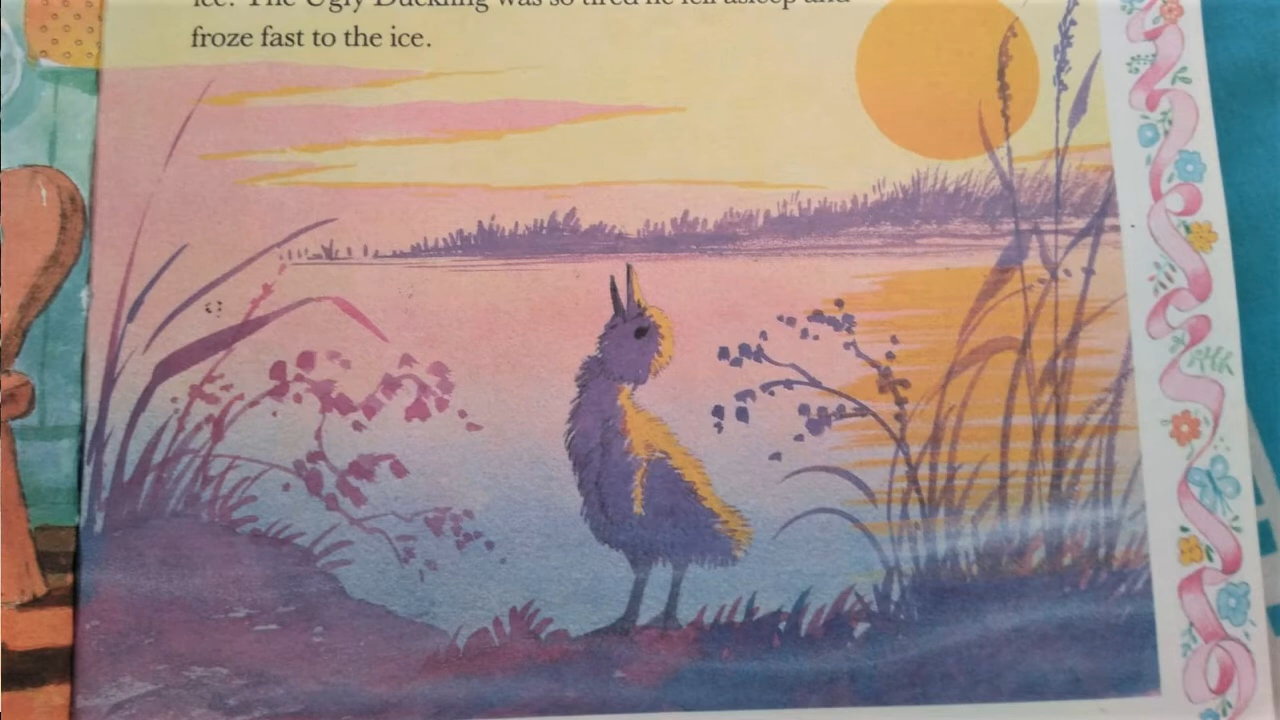 ice. The Ugly Duckling was so tired he fell asleep and
froze fast to the ice.